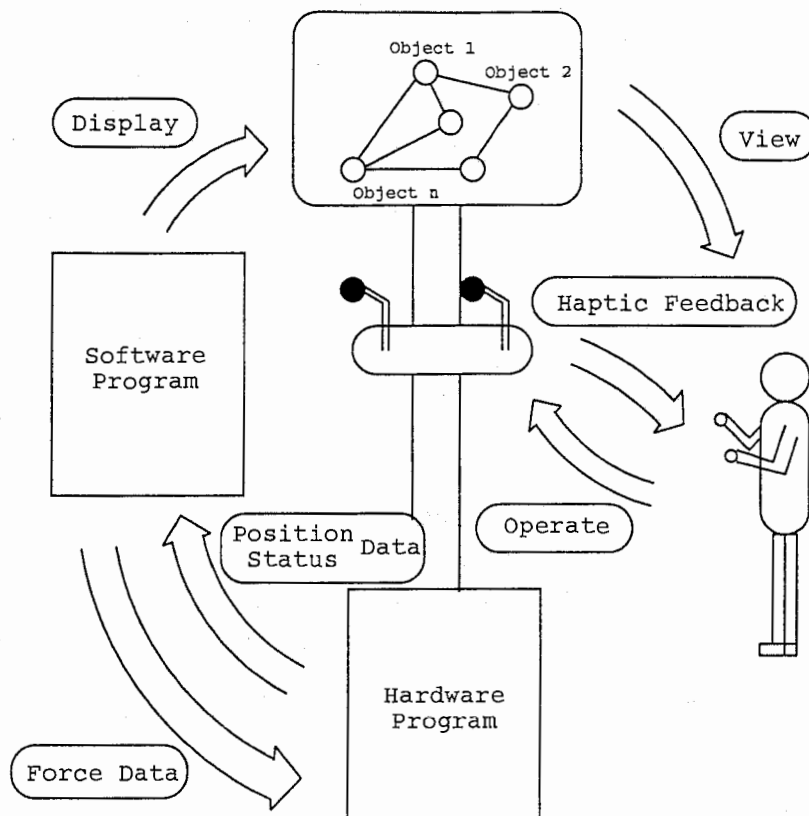 Object 1
Object 2
Object n
Display
View
Haptic Feedback
Software
Program
Position
Status Data
Operate
Hardware
Program
Force Data